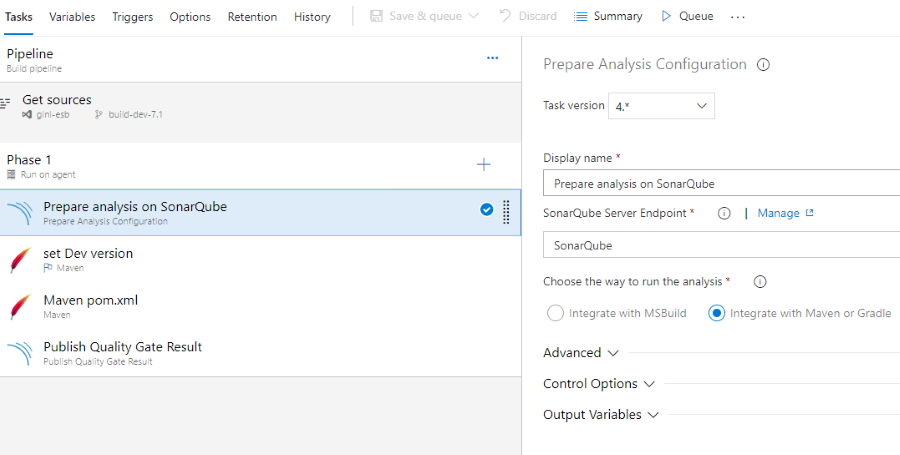 Tasks Variables Triggers Options Retention History Save & queue Discard Summary Queue ...
Pipeline
Build pipeline
Get sources
gini-esb build-dev-7.1
Phase 1
Run on agent
Prepare analysis on SonarQube
Prepare Analysis Configuration
set Dev version
Maven
Maven pom.xml
Maven
Publish Quality Gate Result
Publish Quality Gate Result
Prepare Analysis Configuration
Task version 4.*
Display name *
Prepare analysis on SonarQube
SonarQube Server Endpoint * | Manage
SonarQube
Choose the way to run the analysis *
Integrate with MSBuild Integrate with Maven or Gradle
Advanced
Control Options
Output Variables